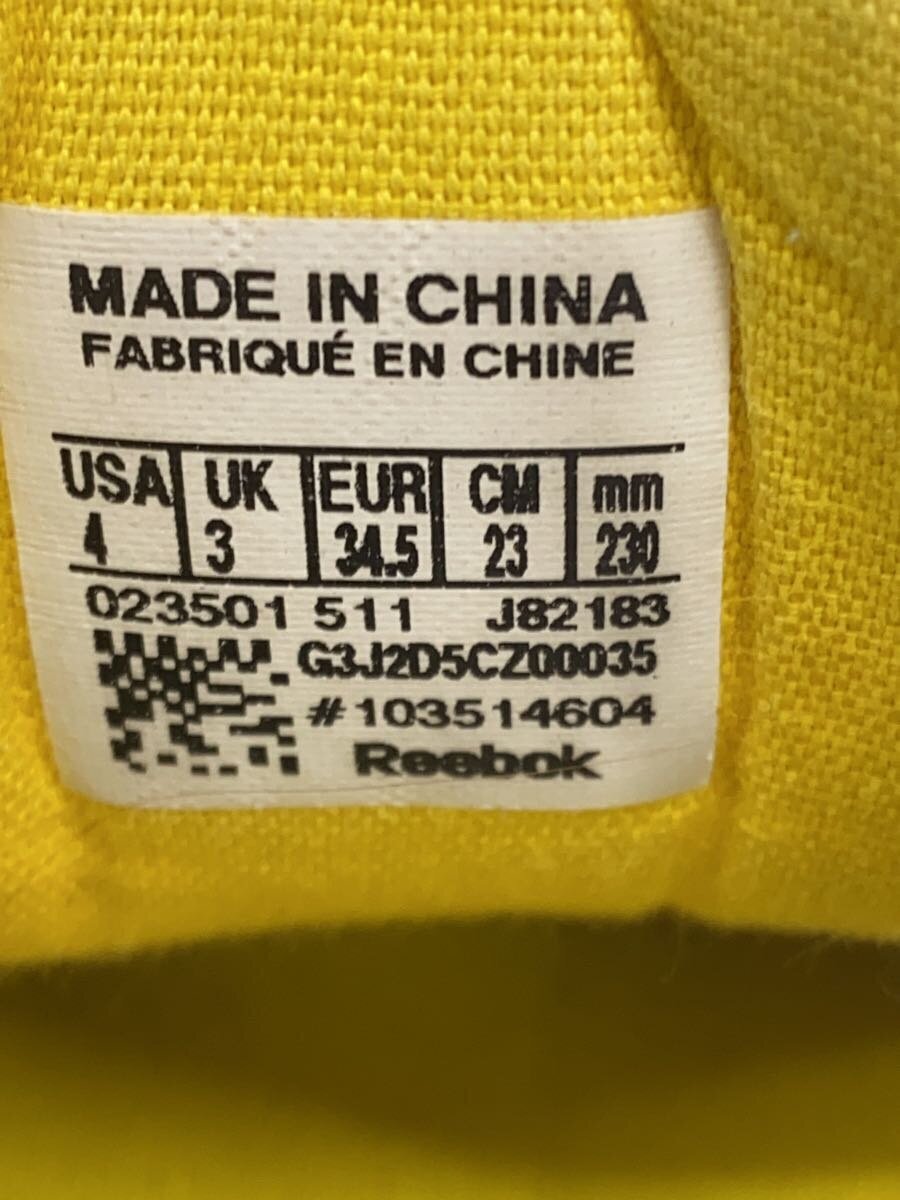 MADE IN CHINA
FABRIQUÉ EN CHINE
USA UK EUR CM mm
4 3 34.5 23 230
023501 511 J82183
G3J2D5CZ00035
#103514604
Reebok